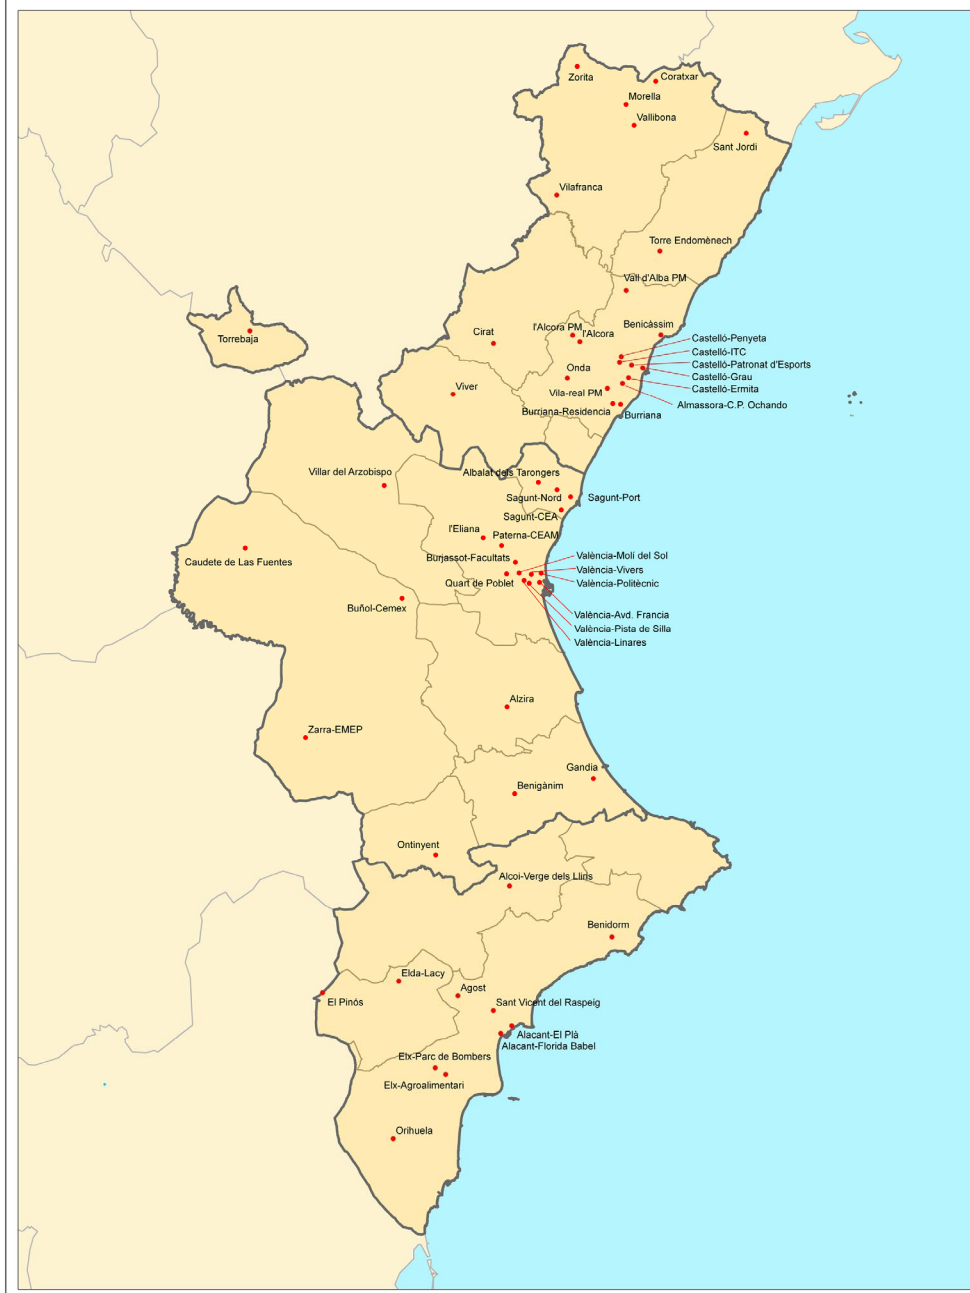 Zorita
Coratxar
Morella
Vallibona
Sant Jordi
Vilafranca
Torre Endomènech
Vall d'Alba PM
Torrebaja
Cirat
l'Alcora PM
l'Alcora
Benicàssim
Castelló-Penyeta
Castelló-ITC
Castelló-Patronat d'Esports
Castelló-Grau
Castelló-Ermita
Almassora-C.P. Ochando
Onda
Viver
Vila-real PM
Burriana-Residencia
Burriana
Villar del Arzobispo
Albalat dels Tarongers
Sagunt-Nord
Sagunt-Port
Sagunt-CEA
l'Eliana
Paterna-CEAM
Caudete de Las Fuentes
Burjassot-Facultats
València-Molí del Sol
València-Vivers
Quart de Poblet
València-Politècnic
Buñol-Cemex
València-Avd. Francia
València-Pista de Silla
València-Linares
Alzira
Zarra-EMEP
Gandia
Benigànim
Ontinyent
Alcoi-Verge dels Llins
Benidorm
Elda-Lacy
Agost
El Pinós
Sant Vicent del Raspeig
Alacant-El Plà
Alacant-Florida Babel
Elx-Parc de Bombers
Elx-Agroalimentari
Orihuela